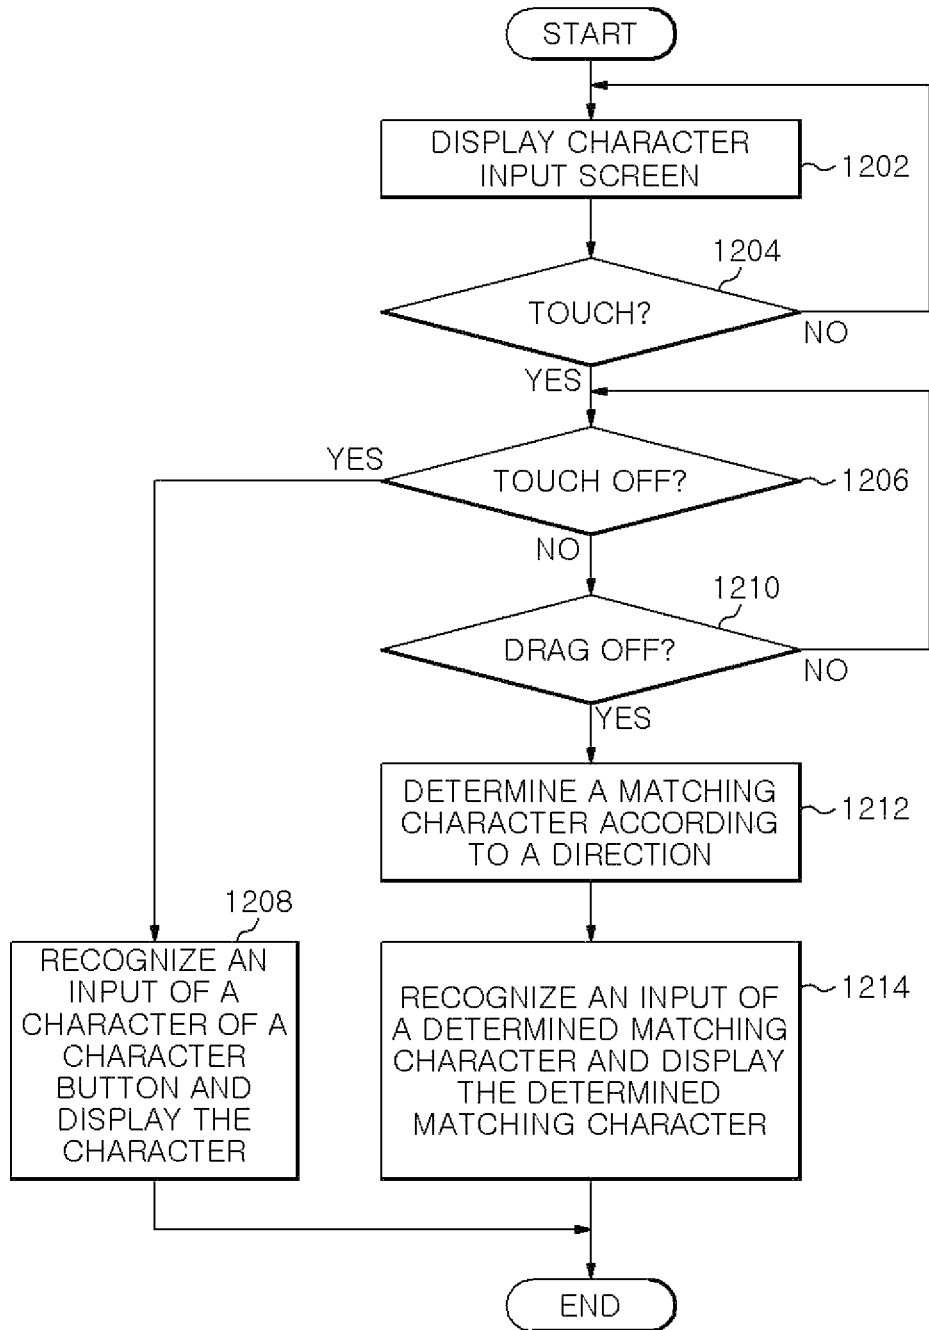 START
DISPLAY CHARACTER
INPUT SCREEN
1202
1204
TOUCH?
NO
YES
YES
TOUCH OFF?
1206
NO
1210
DRAG OFF?
NO
YES
DETERMINE A MATCHING
CHARACTER ACCORDING
TO A DIRECTION
1212
1208
RECOGNIZE AN
INPUT OF A
CHARACTER OF A
CHARACTER
BUTTON AND
DISPLAY THE
CHARACTER
RECOGNIZE AN INPUT OF
A DETERMINED MATCHING
CHARACTER AND DISPLAY
THE DETERMINED
MATCHING CHARACTER
1214
END